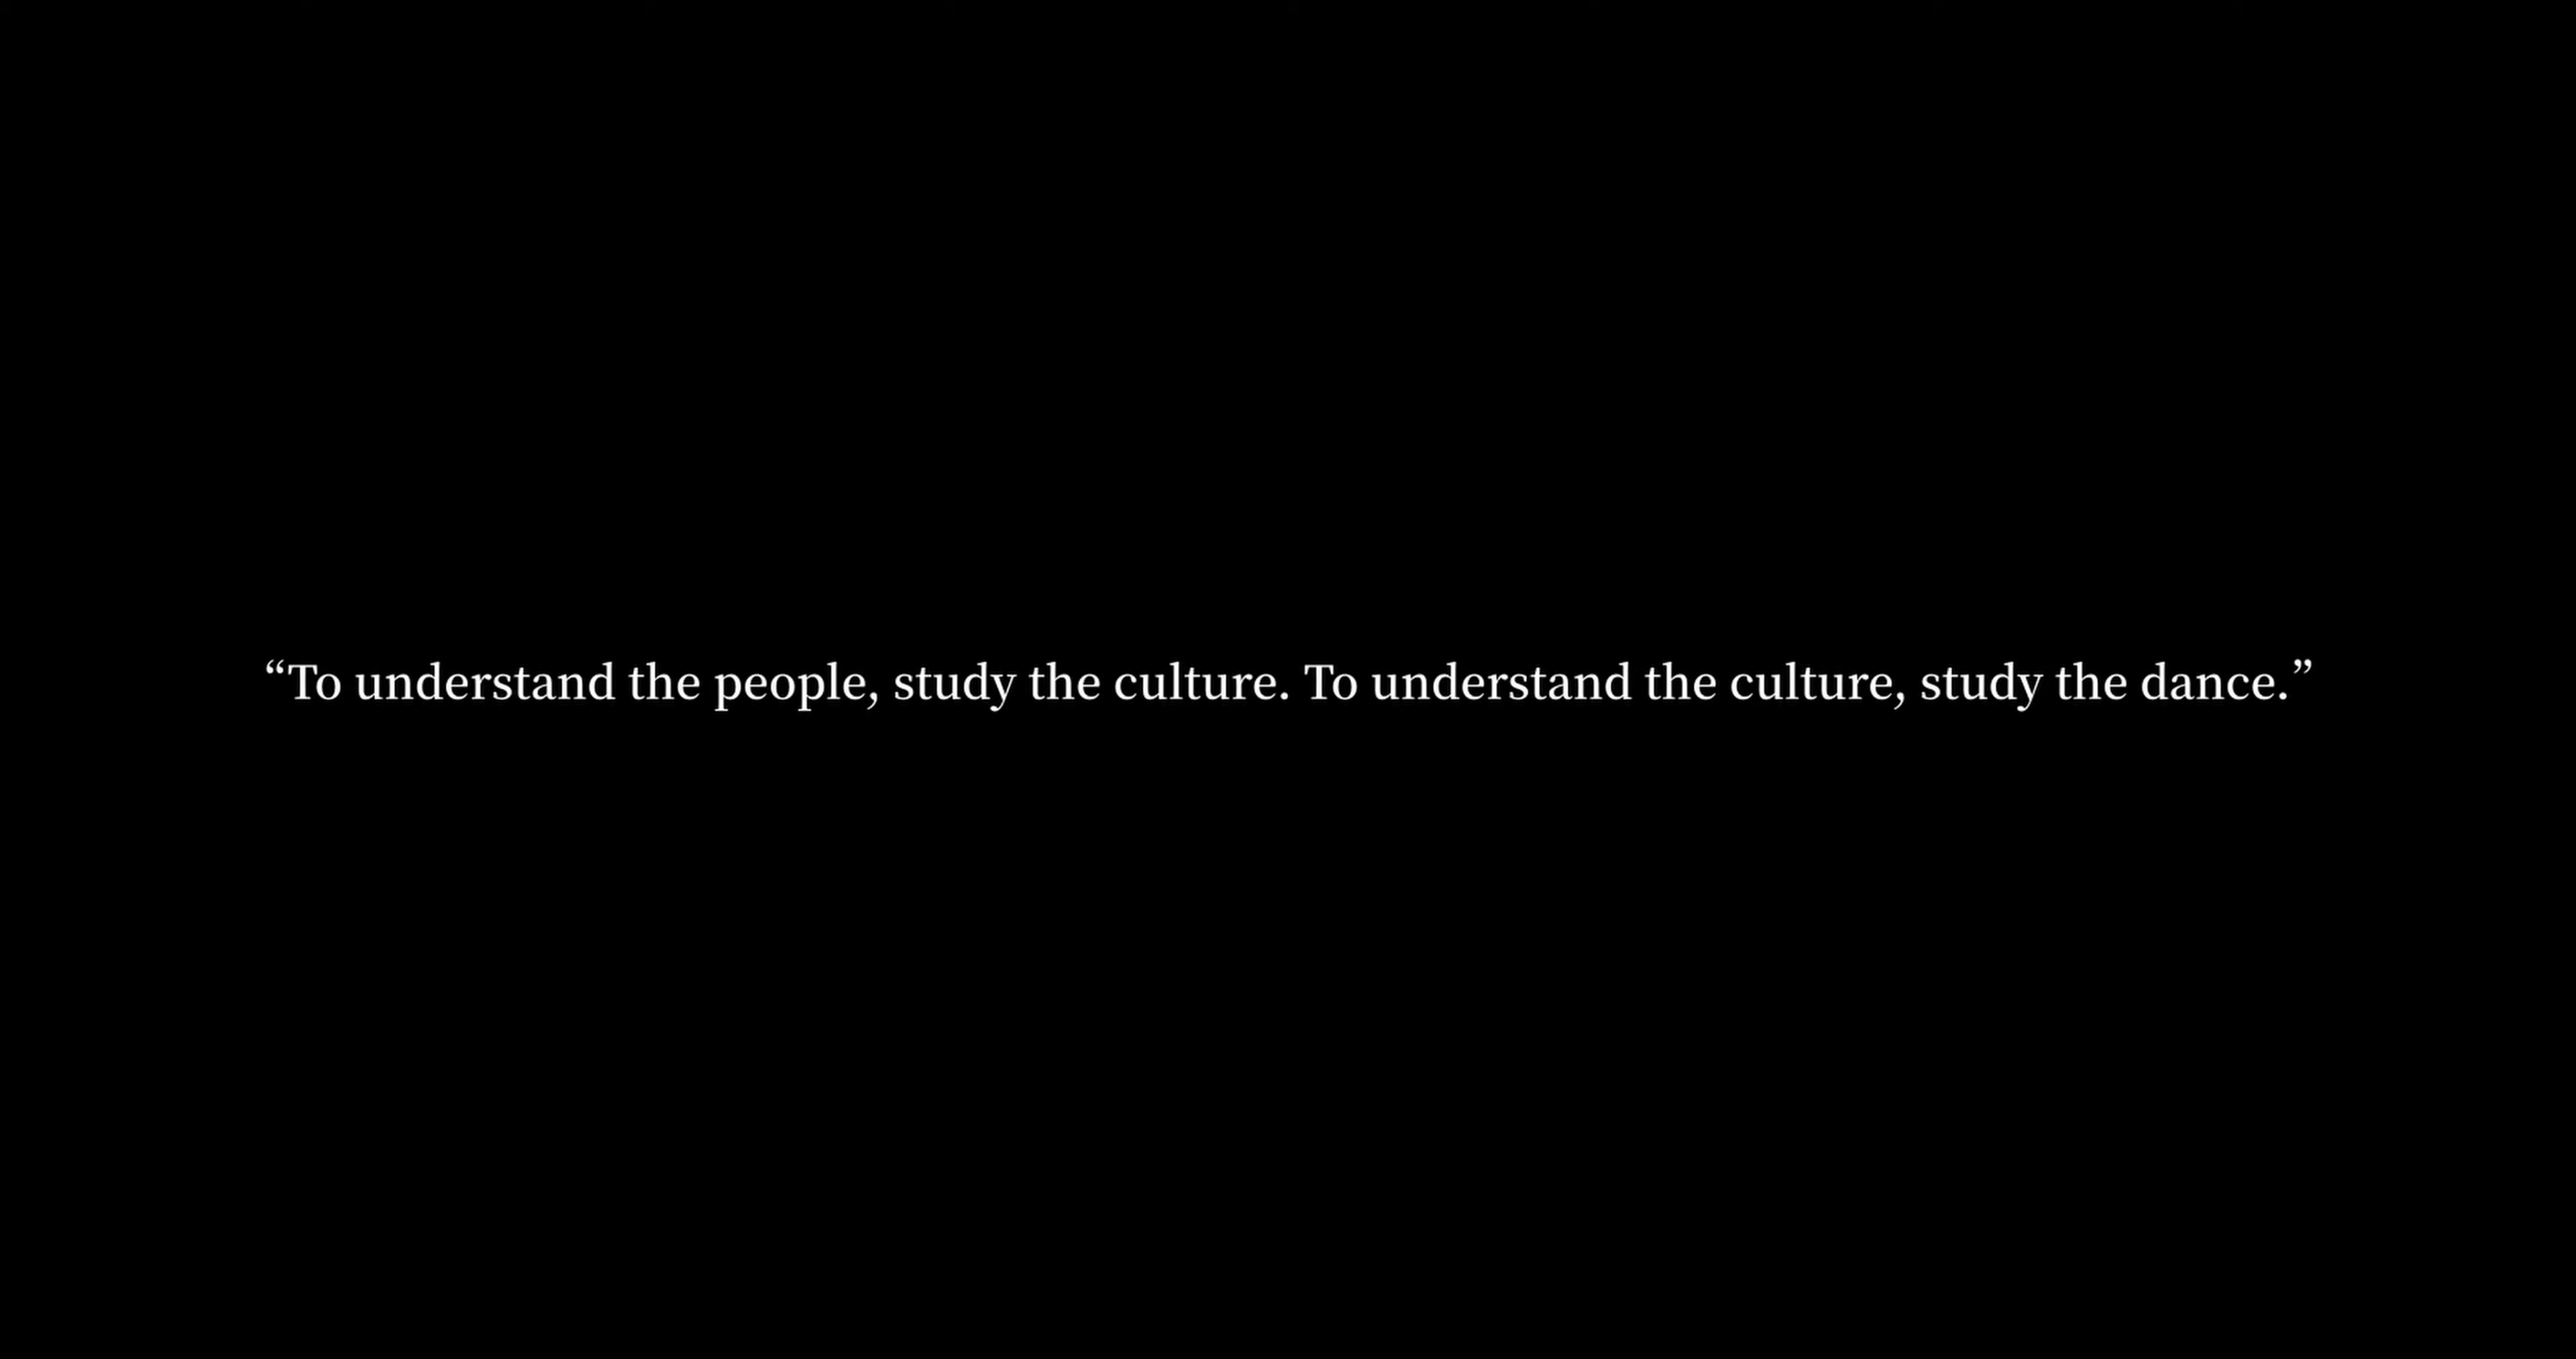 “To understand the people, study the culture. To understand the culture, study the dance.”